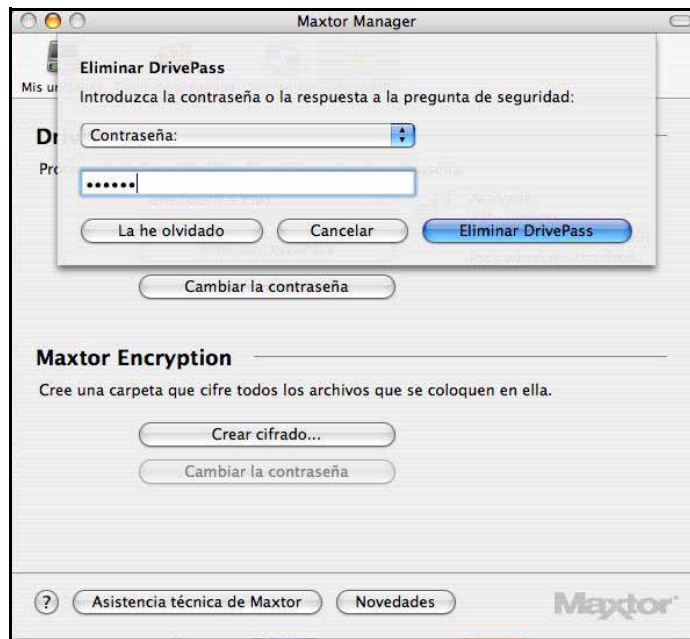 Maxtor Manager
Eliminar DrivePass
Mis
Introduzca la contraseña o la respuesta a la pregunta de seguridad:
Contraseña:
••••••
La he olvidado
Cancelar
Eliminar DrivePass
Cambiar la contraseña
Maxtor Encryption
Cree una carpeta que cifre todos los archivos que se coloquen en ella.
Crear cifrado...
Cambiar la contraseña
?
Asistencia técnica de Maxtor
Novedades
Maxtor